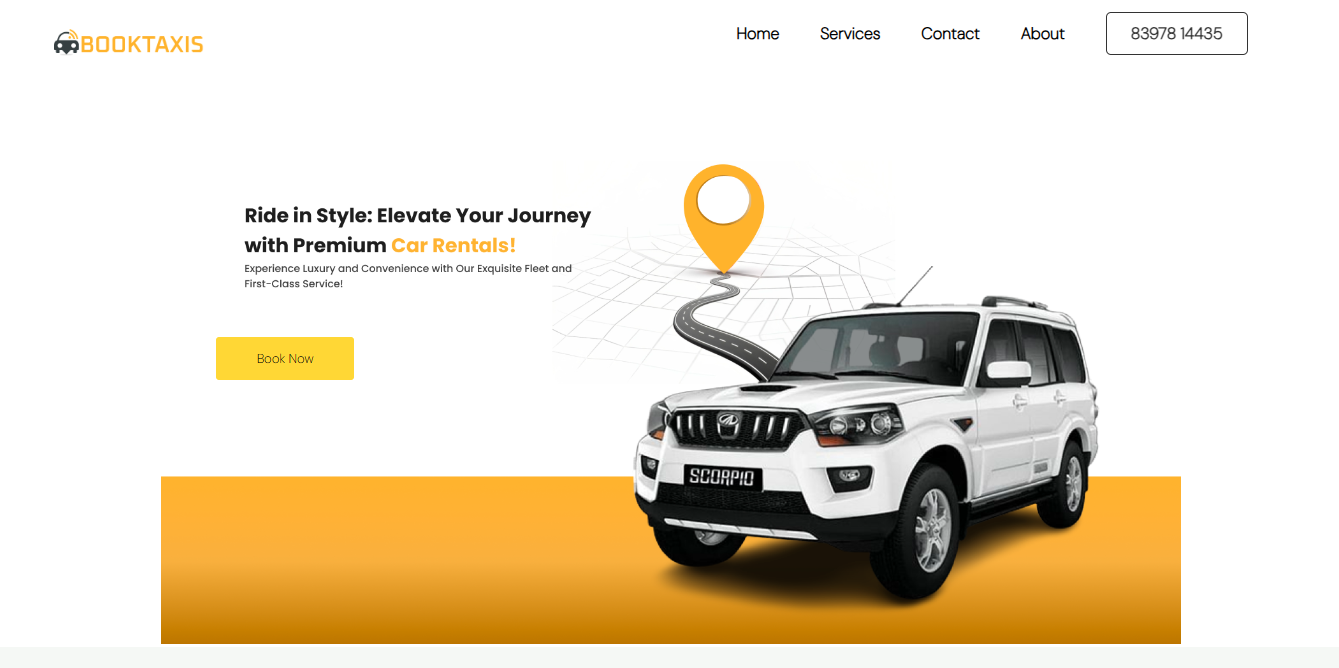 BOOKTAXIS
Home
Services
Contact
About
83978 14435
Ride in Style: Elevate Your Journey
with Premium Car Rentals!
Experience Luxury and Convenience with Our Exquisite Fleet and
First-Class Service!
Book Now
SCORPIO